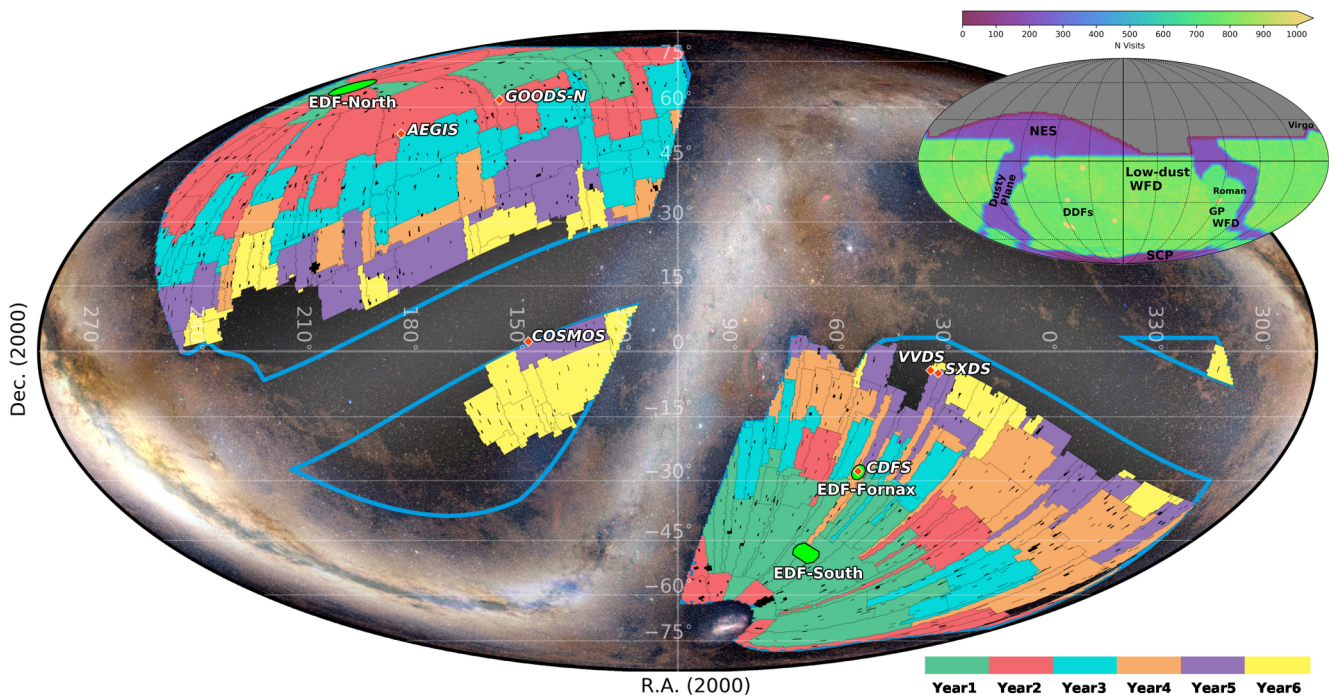 0 100 200 300 400 500 600 700 800 900 1000
N Visits
75°
EDF-North
GOODS-N
60°
AEGIS
45°
NES
Virgo
Low-dust
WFD
Dusty
Plane
Roman
DDFs
GP
WFD
SCP
30°
15°
270°
210°
180°
150°
90°
60°
30°
0°
330°
300°
0°
COSMOS
VVDS
SXDS
−15°
CDFS
−30°
EDF-Fornax
−45°
EDF-South
−60°
−75°
Dec. (2000)
R.A. (2000)
Year1 Year2 Year3 Year4 Year5 Year6